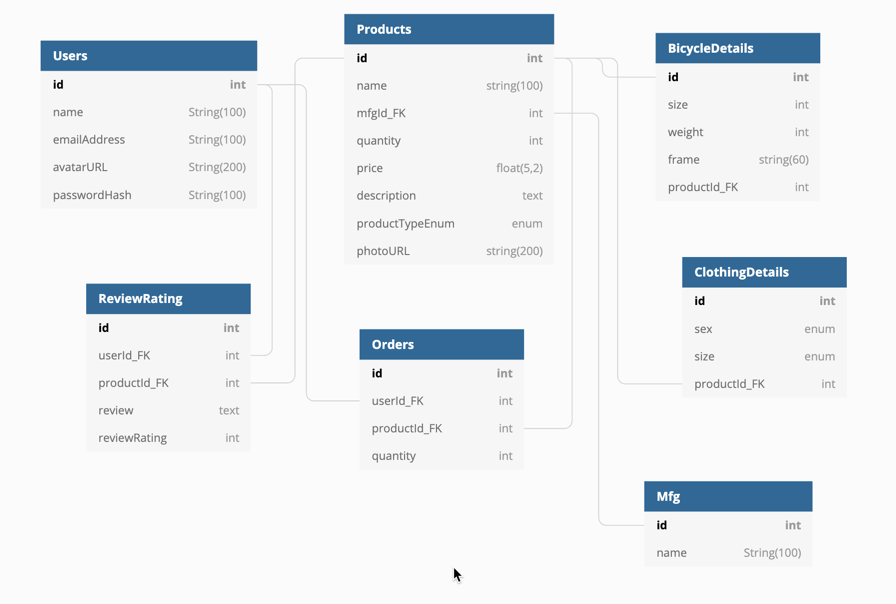 Users
id int
name String(100)
emailAddress String(100)
avatarURL String(200)
passwordHash String(100)
Products
id int
name string(100)
mfgId_FK int
quantity int
price float(5,2)
description text
productTypeEnum enum
photoURL string(200)
BicycleDetails
id int
size int
weight int
frame string(60)
productId_FK int
ReviewRating
id int
userId_FK int
productId_FK int
review text
reviewRating int
Orders
id int
userId_FK int
productId_FK int
quantity int
ClothingDetails
id int
sex enum
size enum
productId_FK int
Mfg
id int
name String(100)